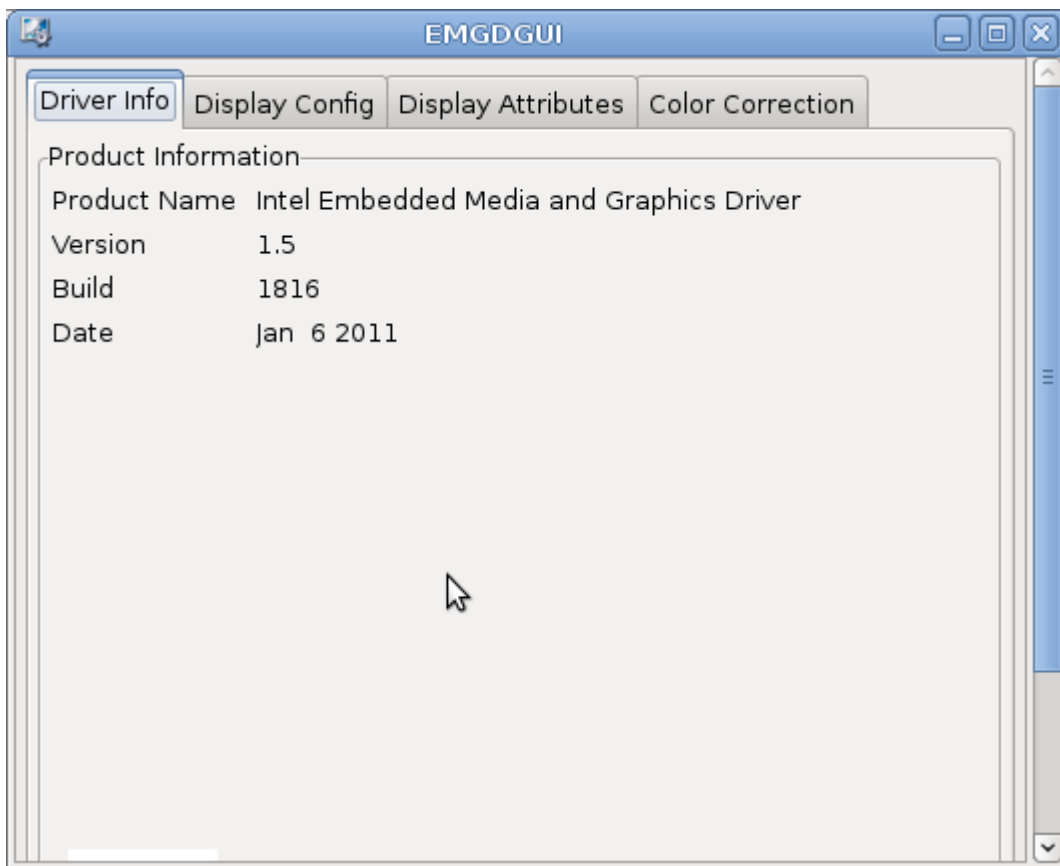 EMGDGUI
Driver Info Display Config Display Attributes Color Correction
Product Information
Product Name Intel Embedded Media and Graphics Driver
Version 1.5
Build 1816
Date Jan 6 2011